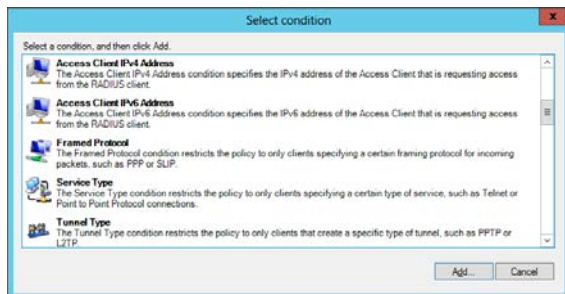 Select condition
x
Select a condition, and then click Add.
Access Client IPv4 Address
The Access Client IPv4 Address condition specifies the IPv4 address of the Access Client that is requesting access
from the RADIUS client.
Access Client IPv6 Address
The Access Client IPv6 Address condition specifies the IPv6 address of the Access Client that is requesting access
from the RADIUS client.
Framed Protocol
The Framed Protocol condition restricts the policy to only clients specifying a certain framing protocol for incoming
packets, such as PPP or SLIP.
Service Type
The Service Type condition restricts the policy to only clients specifying a certain type of service, such as Telnet or
Point to Point Protocol connections.
Tunnel Type
The Tunnel Type condition restricts the policy to only clients that create a specific type of tunnel, such as PPTP or
L2TP.
Add... Cancel